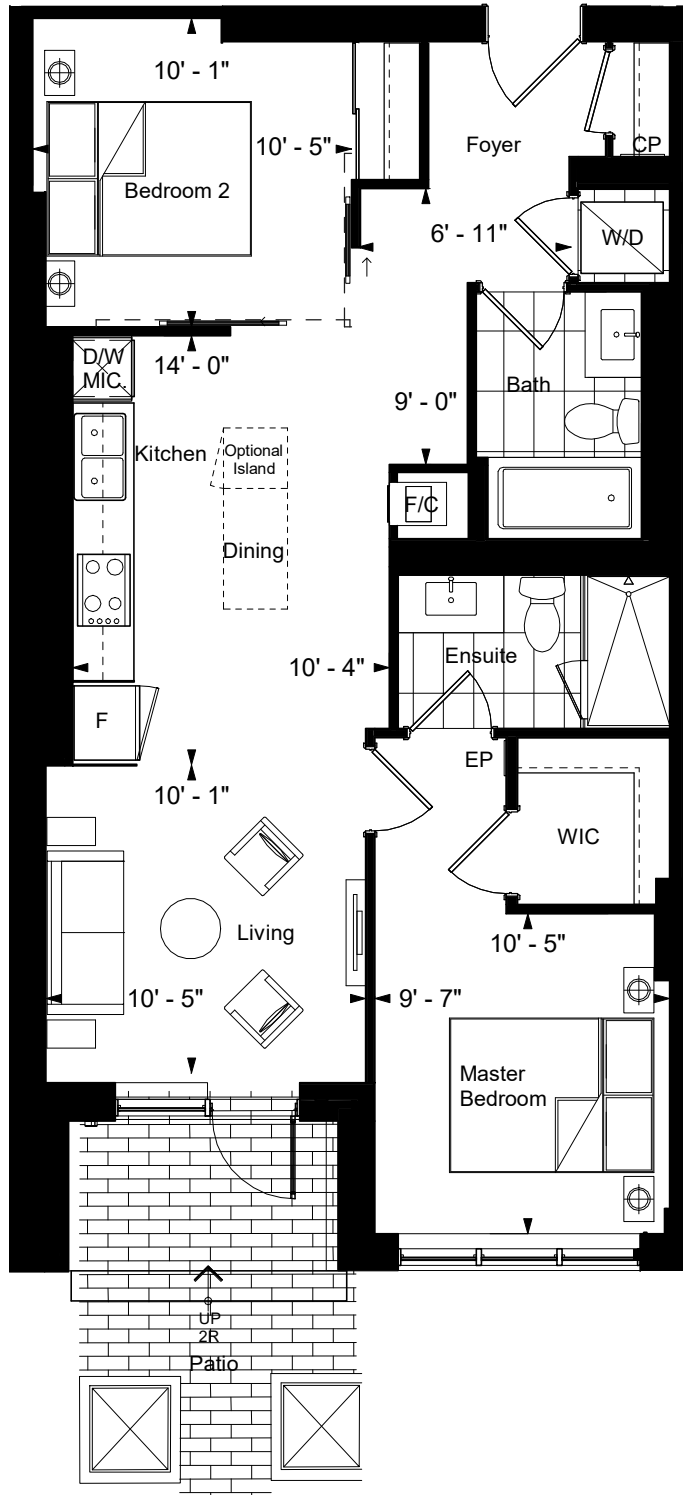 10' - 1"
CP
Foyer
10' - 5"
Bedroom 2
6' - 11"
W/D
D/W
MIC.
14' - 0"
Bath
9' - 0"
Kitchen
Optional
Island
F/C
Dining
Ensuite
10' - 4"
F
EP
10' - 1"
WIC
Living
10' - 5"
10' - 5"
9' - 7"
Master
Bedroom
UP
2R
Patio